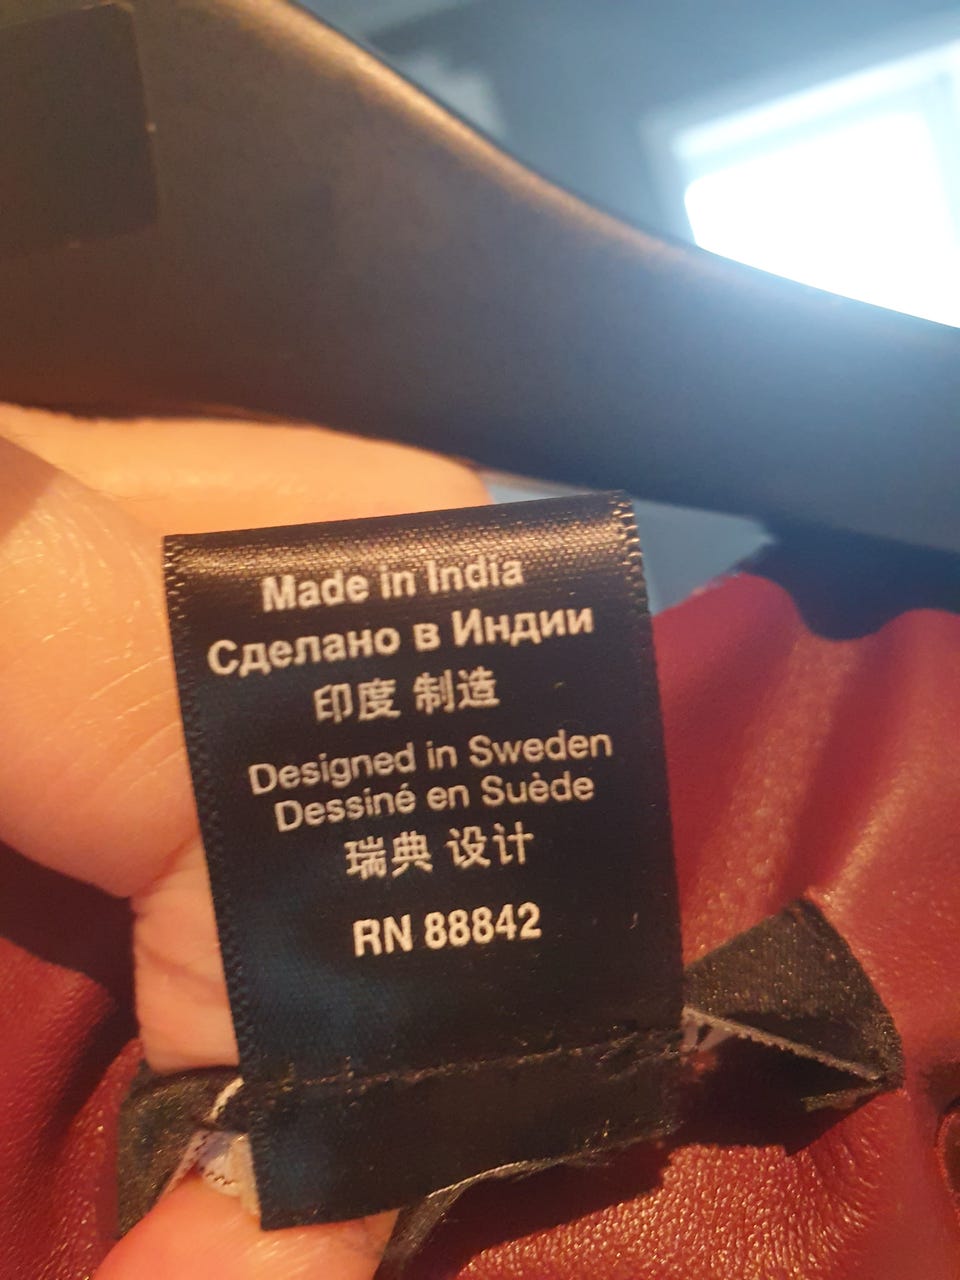 Made in India
Сделано в Индии
印度 制造
Designed in Sweden
Dessiné en Suède
瑞典 设计
RN 88842